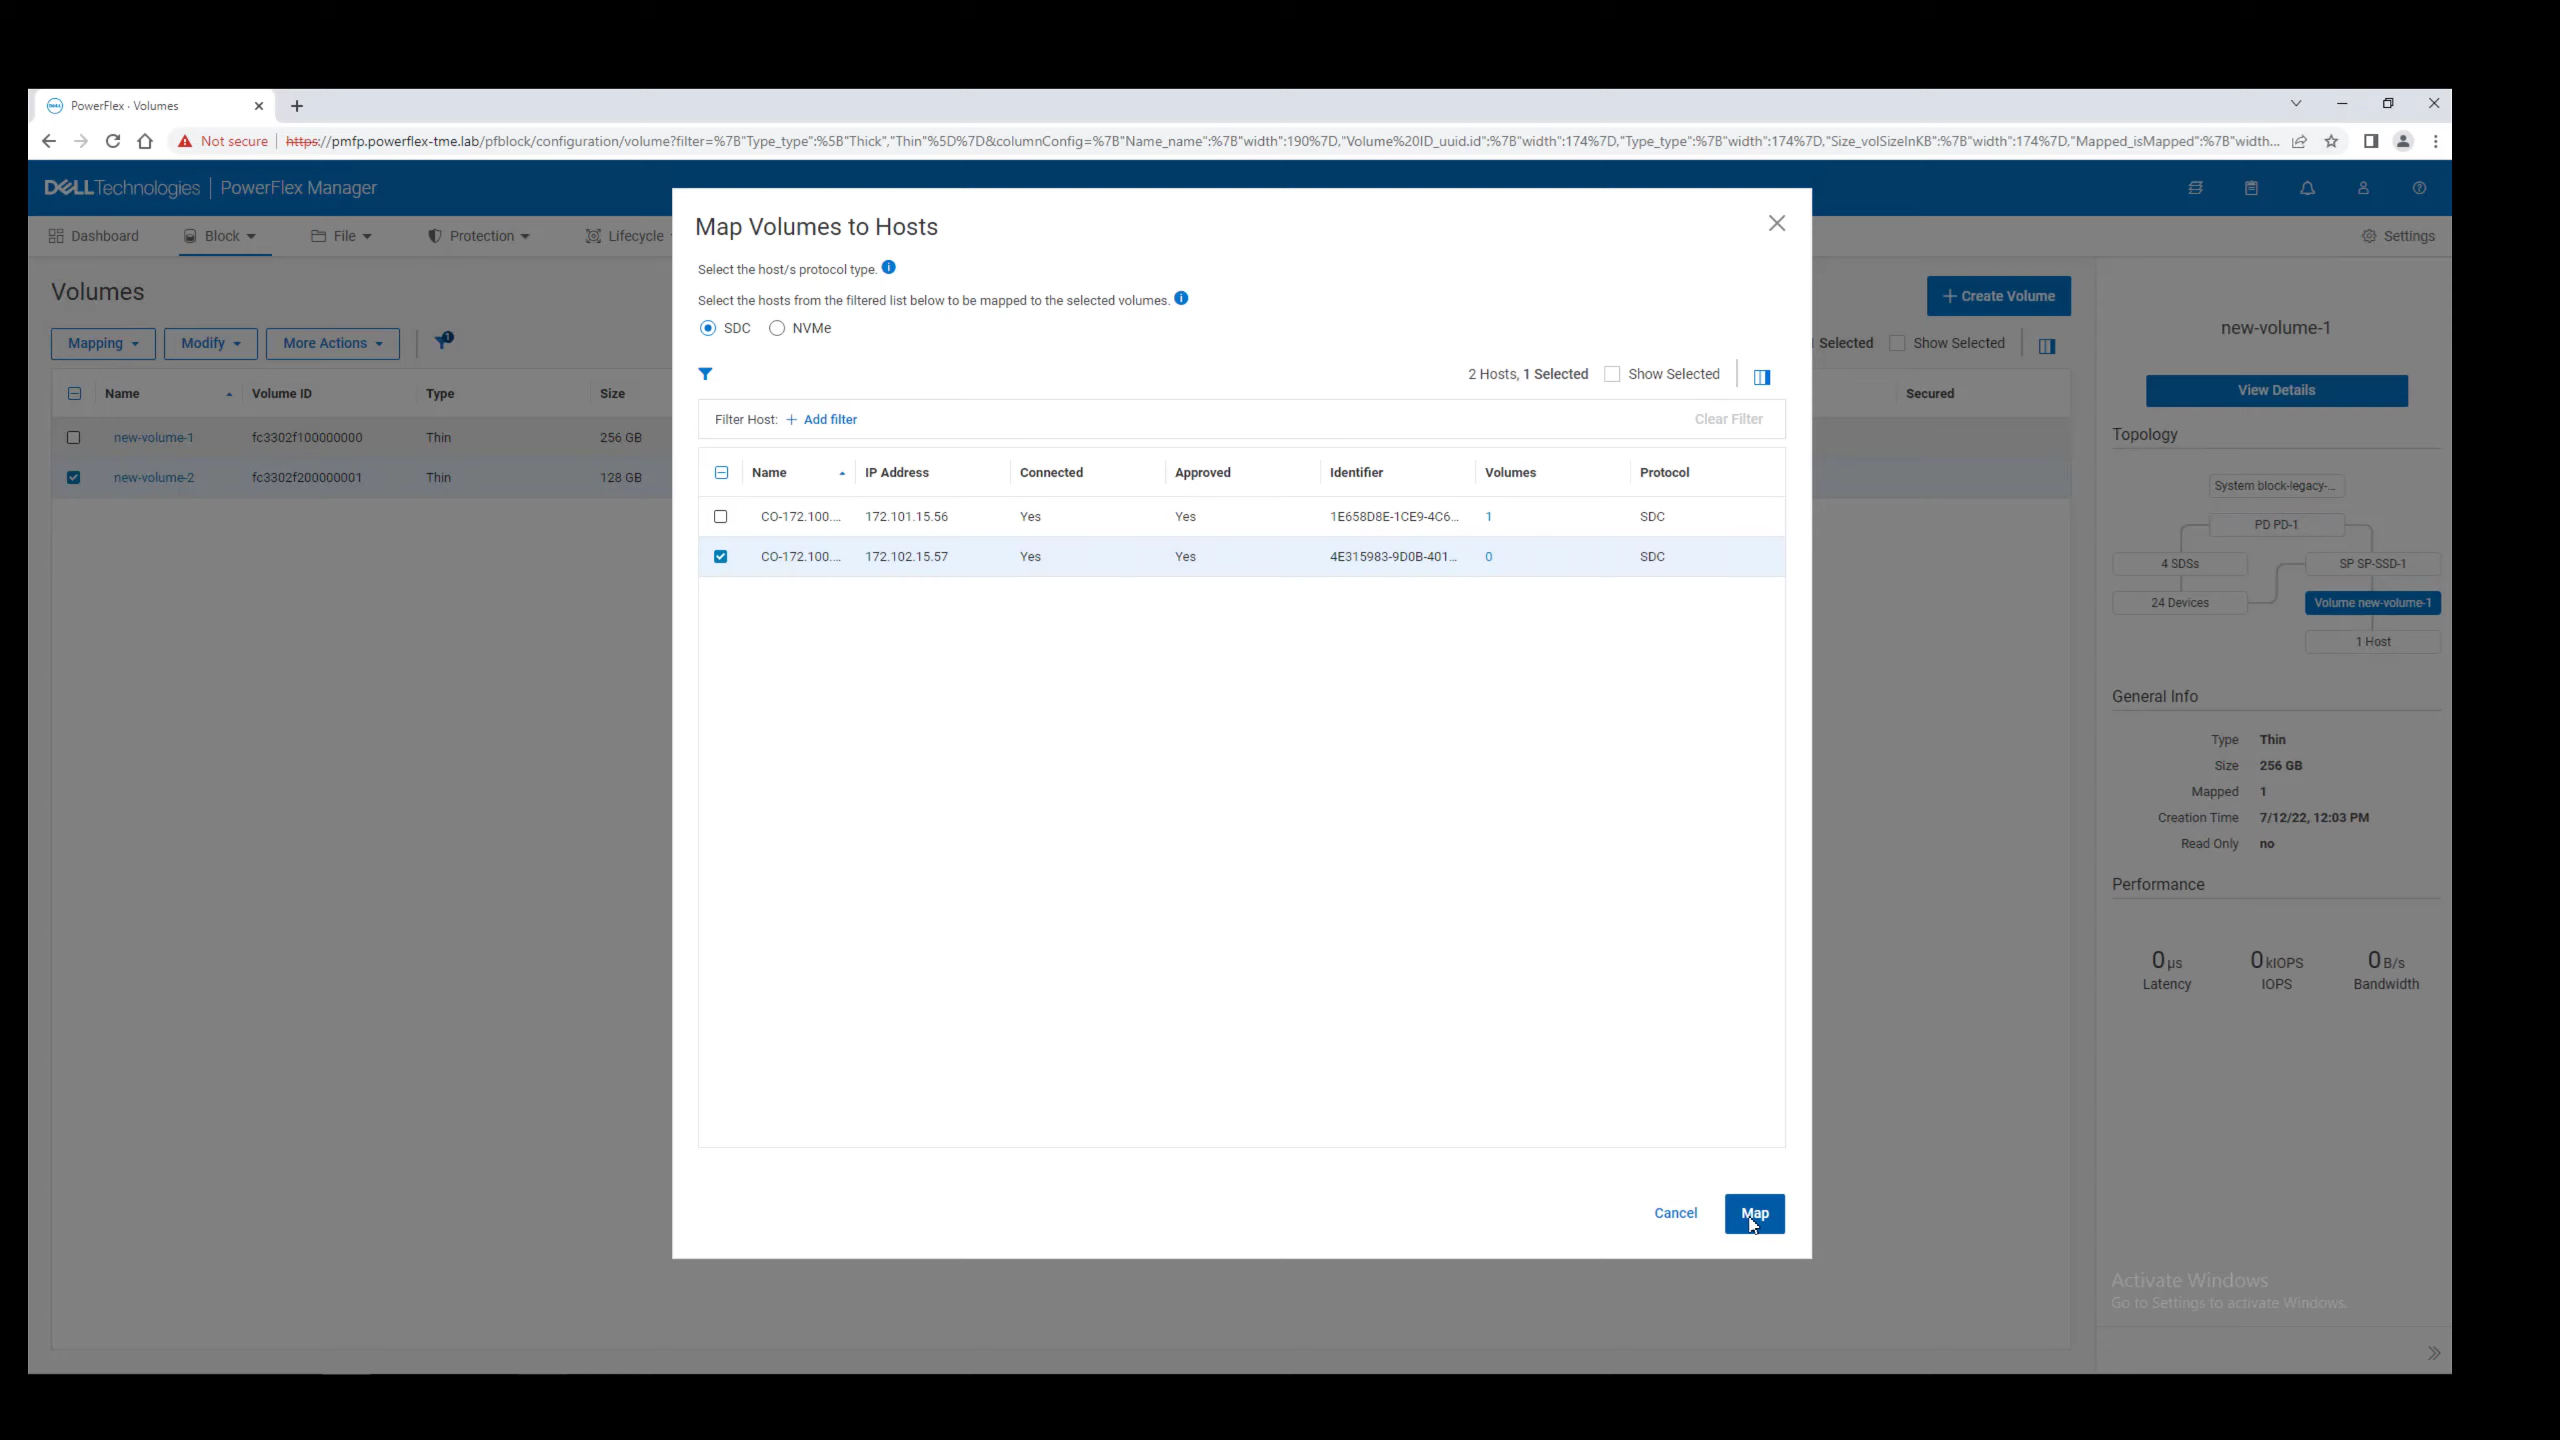 PowerFlex - Volumes
Not secure | https://pmfp.powerflex-tme.lab/pfblock/configuration/volume?filter=%7B"Type_type":%5B"Thick","Thin"%5D%7D&columnConfig=%7B"Name_name":%7B"width":190%7D,"Volume%20ID_uuid.id":%7B"width":174%7D,"Type_type":%7B"width":174%7D,"Size_volSizeInKB":%7B"width":174%7D,"Mapped_isMapped":%7B"width...
DELLTechnologies | PowerFlex Manager
Dashboard Block File Protection Lifecycle Settings
Volumes
+ Create Volume
Mapping Modify More Actions 1 Selected Show Selected
Name Volume ID Type Size Secured
new-volume-1 fc3302f100000000 Thin 256 GB
new-volume-2 fc3302f200000001 Thin 128 GB
Map Volumes to Hosts
Select the host/s protocol type.
Select the hosts from the filtered list below to be mapped to the selected volumes.
SDC NVMe
2 Hosts, 1 Selected Show Selected
Filter Host: + Add filter Clear Filter
Name IP Address Connected Approved Identifier Volumes Protocol
CO-172.100.... 172.101.15.56 Yes Yes 1E658D8E-1CE9-4C6... 1 SDC
CO-172.100.... 172.102.15.57 Yes Yes 4E315983-9D0B-401... 0 SDC
Cancel Map
new-volume-1
View Details
Topology
System block-legacy-...
PD PD-1
4 SDSs SP SP-SSD-1
24 Devices Volume new-volume-1
1 Host
General Info
Type Thin
Size 256 GB
Mapped 1
Creation Time 7/12/22, 12:03 PM
Read Only no
Performance
0 µs 0 kIOPS 0 B/s
Latency IOPS Bandwidth
Activate Windows
Go to Settings to activate Windows.